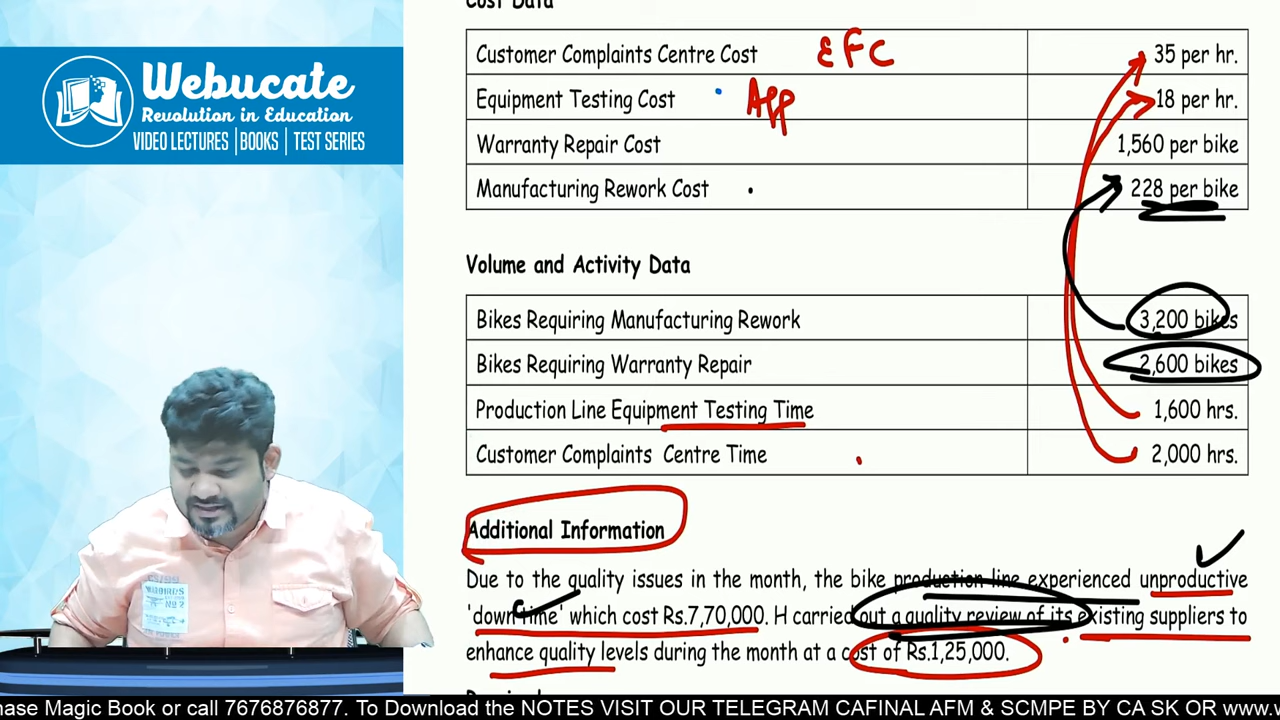 Cost Data
Webucate
Revolution in Education
VIDEO LECTURES | BOOKS | TEST SERIES
Customer Complaints Centre Cost EFC 35 per hr.
Equipment Testing Cost App 18 per hr.
Warranty Repair Cost 1,560 per bike
Manufacturing Rework Cost 228 per bike
Volume and Activity Data
Bikes Requiring Manufacturing Rework 3,200 bikes
Bikes Requiring Warranty Repair 2,600 bikes
Production Line Equipment Testing Time 1,600 hrs.
Customer Complaints Centre Time 2,000 hrs.
Additional Information
Due to the quality issues in the month, the bike production line experienced unproductive
'down time' which cost Rs.7,70,000. H carried out a quality review of its existing suppliers to
enhance quality levels during the month at a cost of Rs.1,25,000.
hase Magic Book or call 7676876877. To Download the NOTES VISIT OUR TELEGRAM CAFINAL AFM & SCMPE BY CA SK OR www.